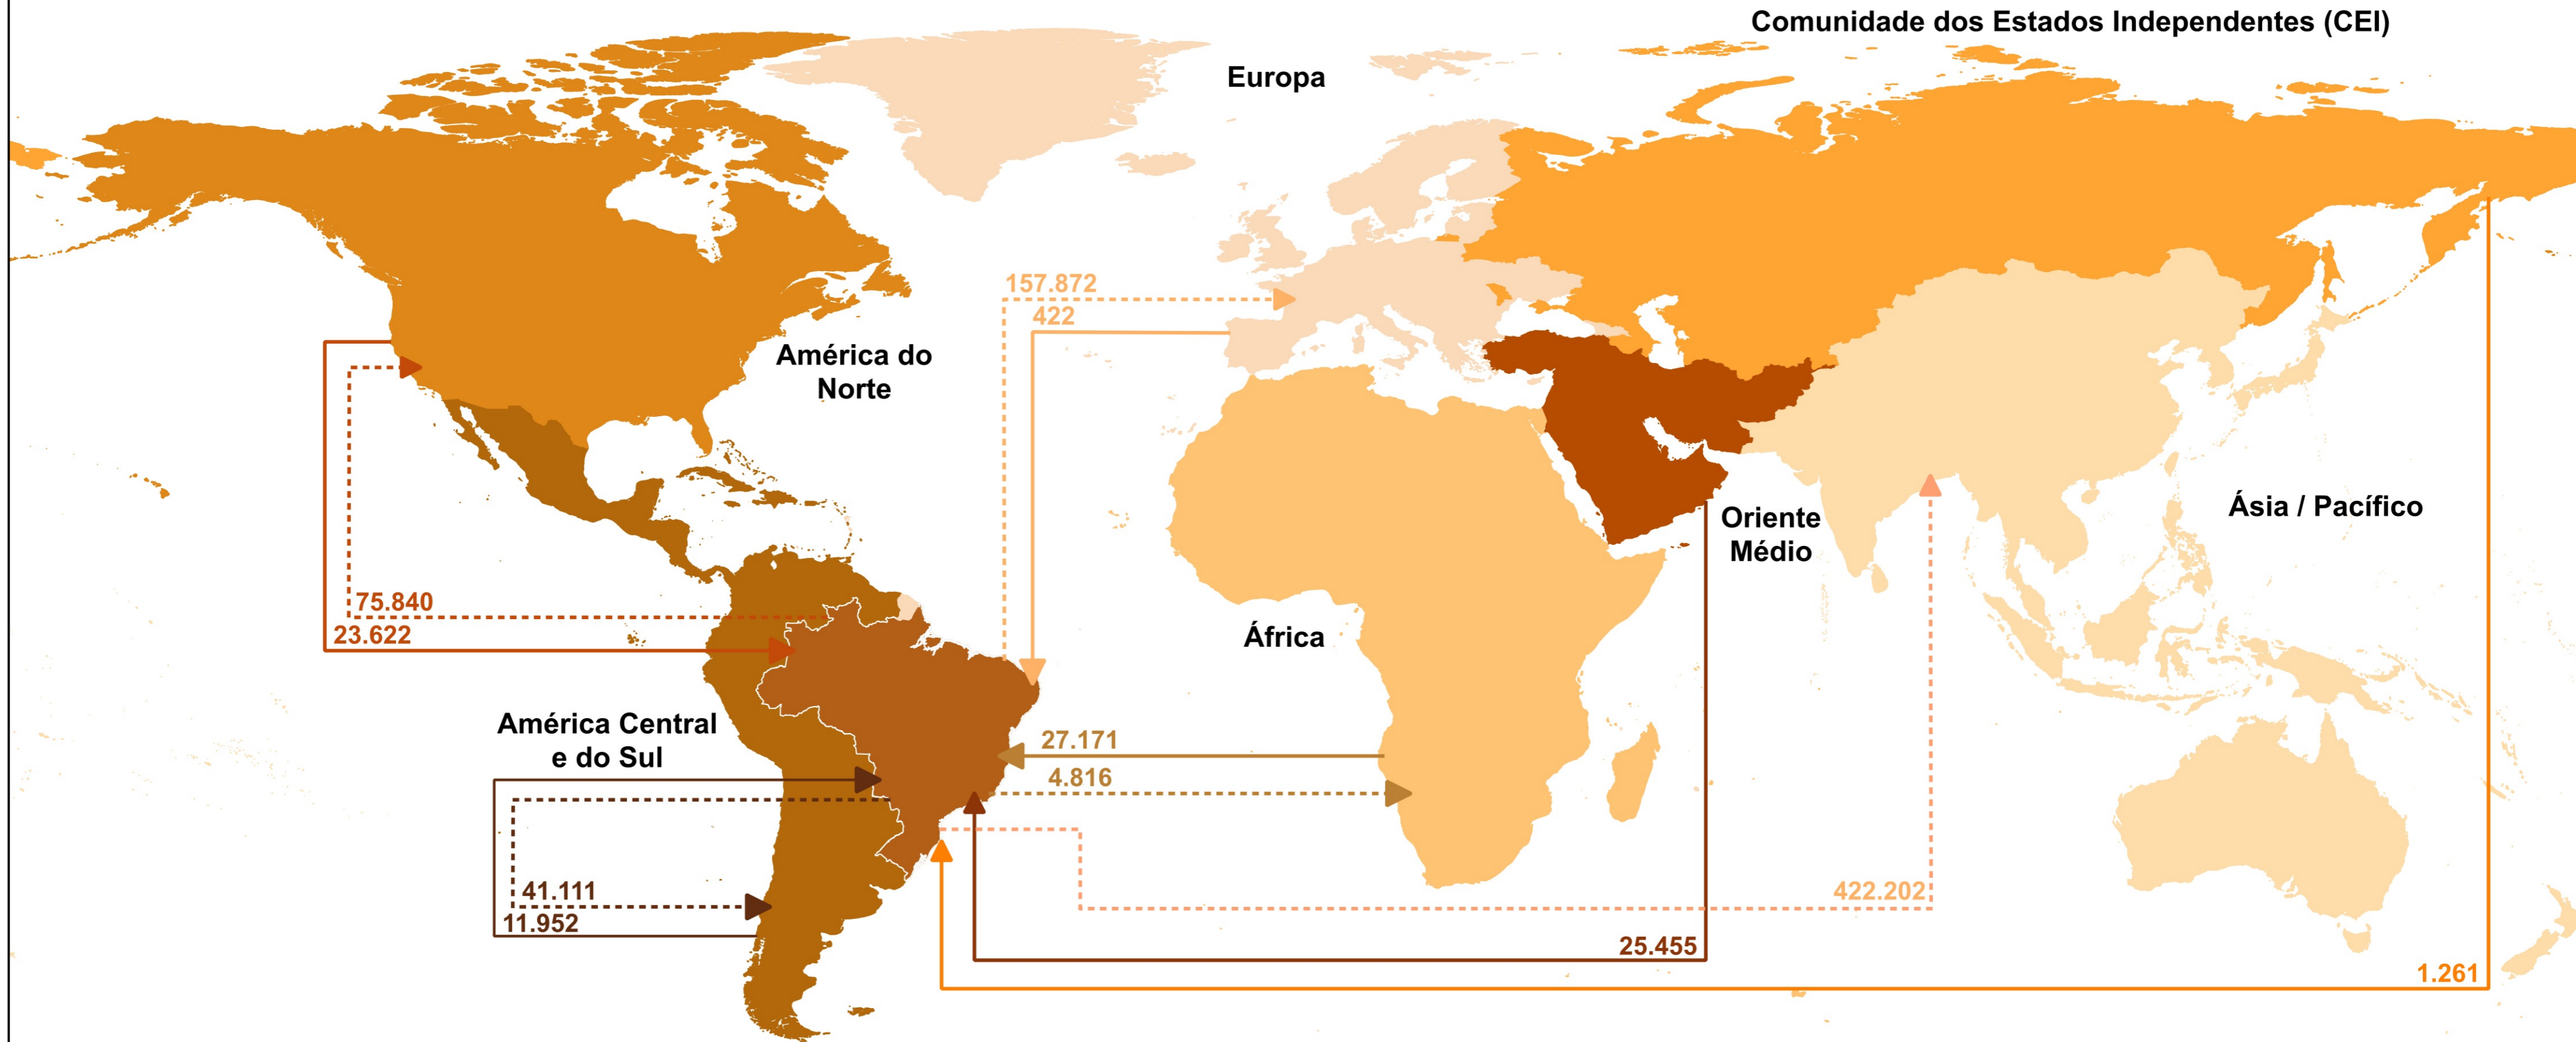 Comunidade dos Estados Independentes (CEI)
Europa
157.872
422
América do
Norte
Ásia / Pacífico
Oriente
Médio
75.840
23.622
África
América Central
e do Sul
27.171
4.816
41.111
11.952
422.202
25.455
1.261